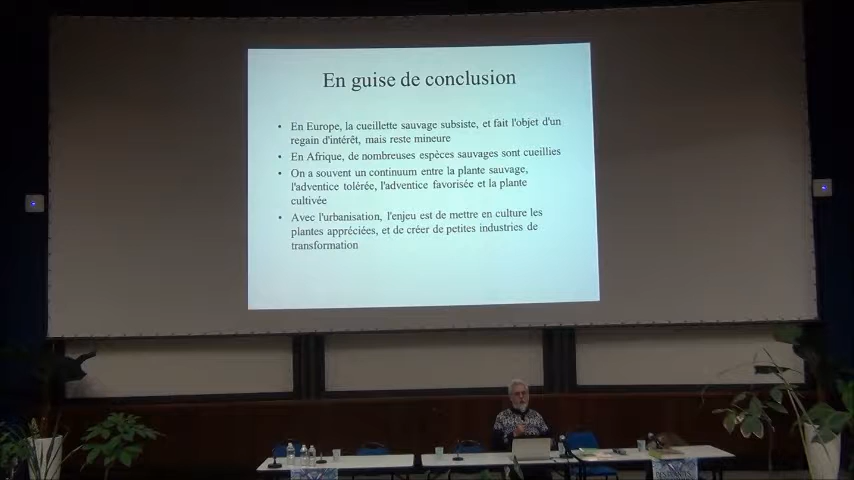 En guise de conclusion
• En Europe, la cueillette sauvage subsiste, et fait l'objet d'un
regain d'intérêt, mais reste mineure
• En Afrique, de nombreuses espèces sauvages sont cueillies
• On a souvent un continuum entre la plante sauvage,
l'adventice tolérée, l'adventice favorisée et la plante
cultivée
• Avec l'urbanisation, l'enjeu est de mettre en culture les
plantes appréciées, et de créer de petites industries de
transformation